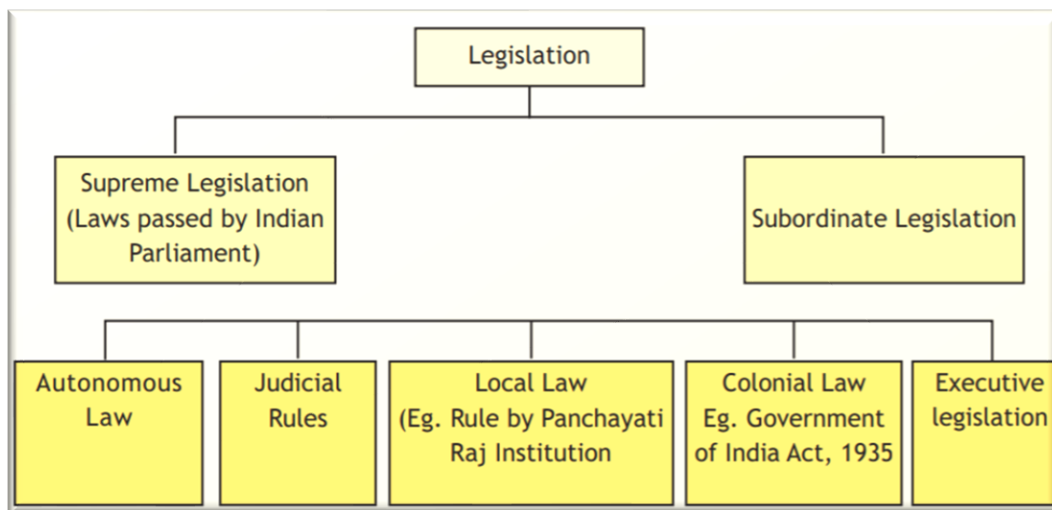 Legislation
Supreme Legislation
(Laws passed by Indian
Parliament)
Subordinate Legislation
Autonomous
Law
Judicial
Rules
Local Law
(Eg. Rule by Panchayati
Raj Institution
Colonial Law
Eg. Government
of India Act, 1935
Executive
legislation